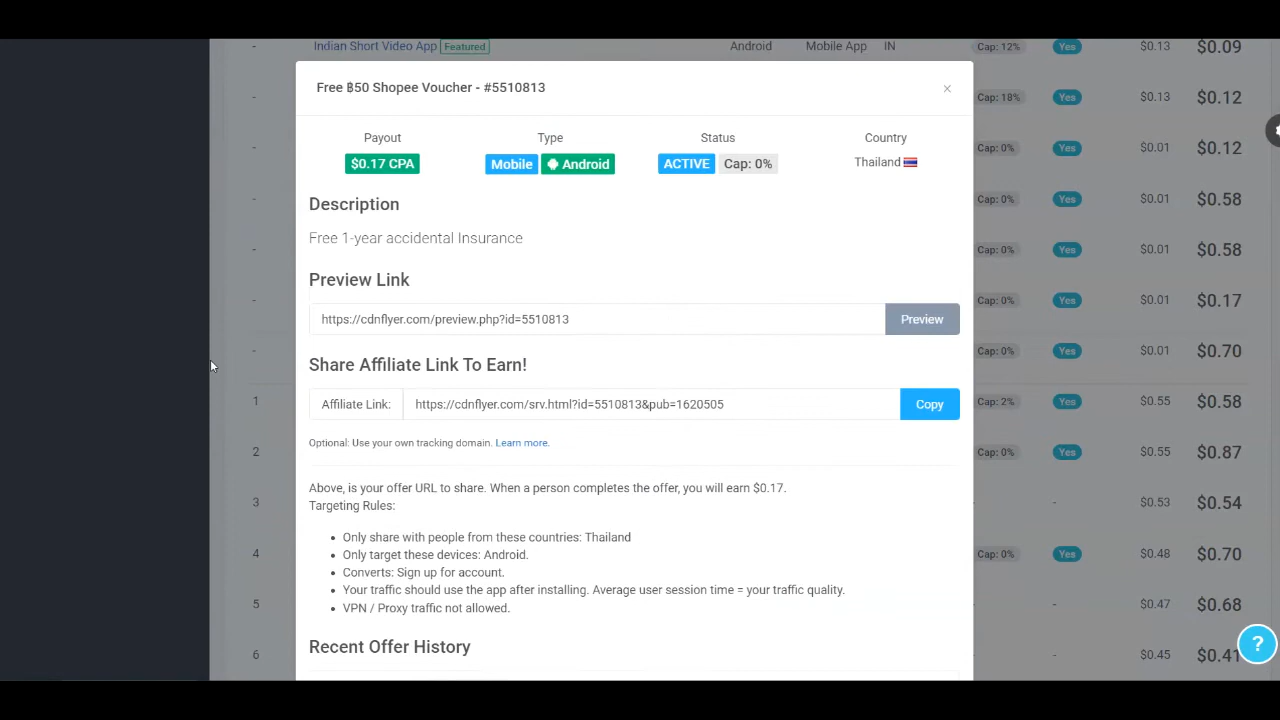 - Indian Short Video App Featured Android Mobile App IN Cap: 12% Yes $0.13 $0.09
Free ฿50 Shopee Voucher - #5510813 ×
- Cap: 18% Yes $0.13 $0.12
Payout Type Status Country
- Cap: 0% Yes $0.01 $0.12
$0.17 CPA Mobile Android ACTIVE Cap: 0% Thailand
Description
- Cap: 0% Yes $0.01 $0.58
Free 1-year accidental Insurance
- Cap: 0% Yes $0.01 $0.58
Preview Link
- Cap: 0% Yes $0.01 $0.17
https://cdnflyer.com/preview.php?id=5510813 Preview
- Cap: 0% Yes $0.01 $0.70
Share Affiliate Link To Earn!
1 Cap: 2% Yes $0.55 $0.58
Affiliate Link: https://cdnflyer.com/srv.html?id=5510813&pub=1620505 Copy
Optional: Use your own tracking domain. Learn more.
2 Cap: 0% Yes $0.55 $0.87
Above, is your offer URL to share. When a person completes the offer, you will earn $0.17.
3 - - $0.53 $0.54
Targeting Rules:
• Only share with people from these countries: Thailand
4 Cap: 0% Yes $0.48 $0.70
• Only target these devices: Android.
• Converts: Sign up for account.
• Your traffic should use the app after installing. Average user session time = your traffic quality.
5 - - $0.47 $0.68
• VPN / Proxy traffic not allowed.
Recent Offer History
?
6 - - $0.45 $0.41